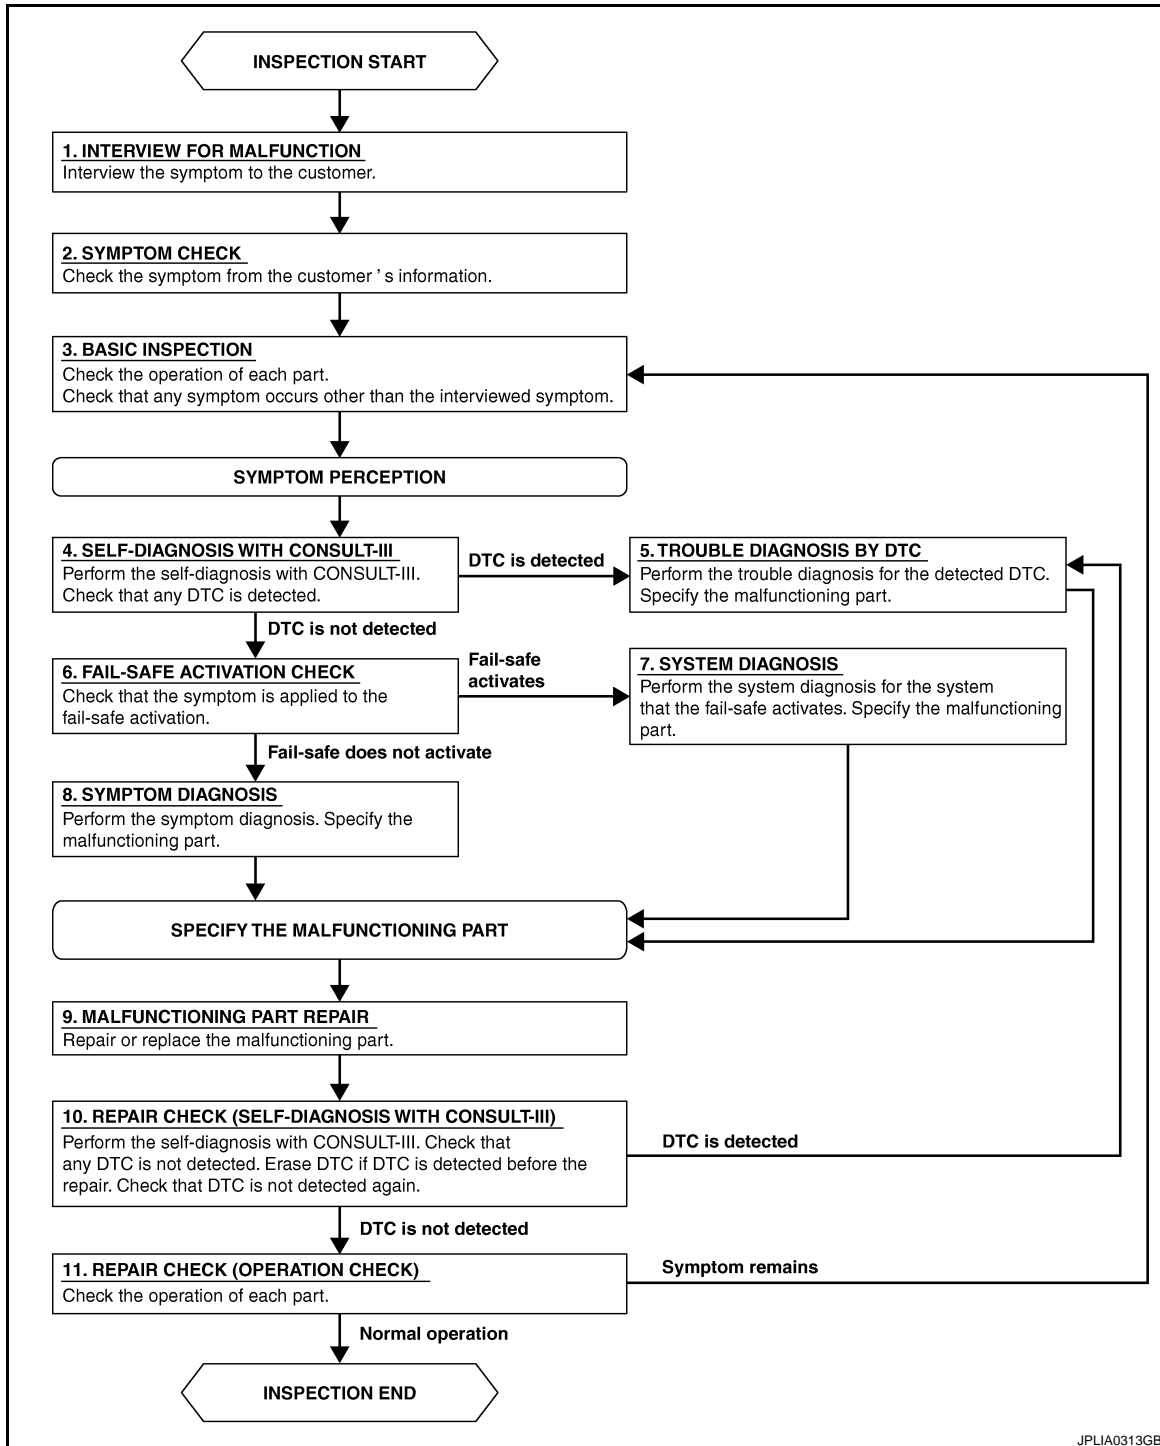 INSPECTION START
1. INTERVIEW FOR MALFUNCTION
Interview the symptom to the customer.
2. SYMPTOM CHECK
Check the symptom from the customer ’ s information.
3. BASIC INSPECTION
Check the operation of each part.
Check that any symptom occurs other than the interviewed symptom.
SYMPTOM PERCEPTION
4. SELF-DIAGNOSIS WITH CONSULT-III
Perform the self-diagnosis with CONSULT-III.
Check that any DTC is detected.
DTC is detected
5. TROUBLE DIAGNOSIS BY DTC
Perform the trouble diagnosis for the detected DTC.
Specify the malfunctioning part.
DTC is not detected
6. FAIL-SAFE ACTIVATION CHECK
Check that the symptom is applied to the
fail-safe activation.
Fail-safe
activates
7. SYSTEM DIAGNOSIS
Perform the system diagnosis for the system
that the fail-safe activates. Specify the malfunctioning
part.
Fail-safe does not activate
8. SYMPTOM DIAGNOSIS
Perform the symptom diagnosis. Specify the
malfunctioning part.
SPECIFY THE MALFUNCTIONING PART
9. MALFUNCTIONING PART REPAIR
Repair or replace the malfunctioning part.
10. REPAIR CHECK (SELF-DIAGNOSIS WITH CONSULT-III)
Perform the self-diagnosis with CONSULT-III. Check that
any DTC is not detected. Erase DTC if DTC is detected before the
repair. Check that DTC is not detected again.
DTC is detected
DTC is not detected
11. REPAIR CHECK (OPERATION CHECK)
Check the operation of each part.
Symptom remains
Normal operation
INSPECTION END
JPLIA0313GB